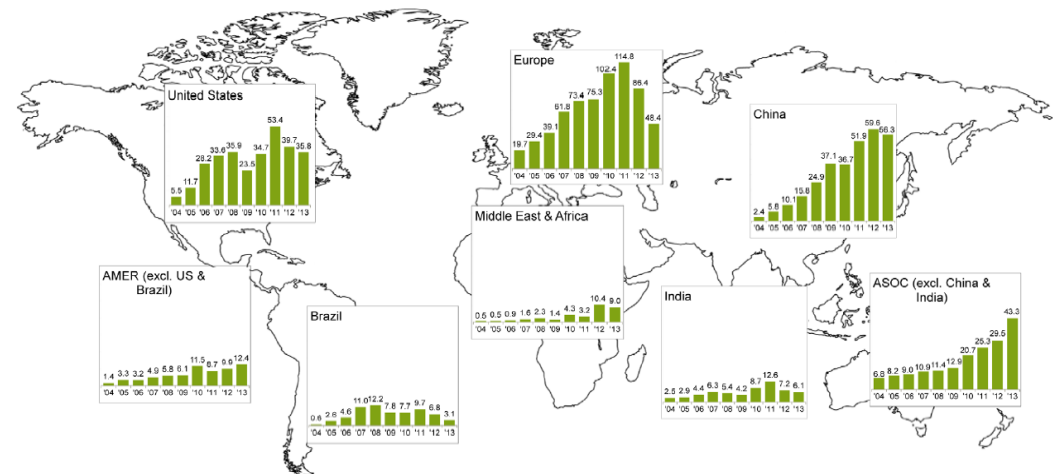 United States
53.4
39.7
35.8
35.9
34.7
33.6
28.2
23.5
11.7
5.5
'04 '05 '06 '07 '08 '09 '10 '11 '12 '13
Europe
114.8
102.4
86.4
73.4 75.3
61.8
48.4
39.1
29.4
19.7
'04 '05 '06 '07 '08 '09 '10 '11 '12 '13
China
59.6
56.3
51.9
37.1 36.7
24.9
15.8
10.1
5.8
2.4
'04 '05 '06 '07 '08 '09 '10 '11 '12 '13
Middle East & Africa
0.5 0.5 0.9 1.6 2.3 1.4 4.3 3.2 10.4 9.0
'04 '05 '06 '07 '08 '09 '10 '11 '12 '13
AMER (excl. US &
Brazil)
1.4 3.3 3.2 4.9 5.8 6.1 11.5 8.7 9.9 12.4
'04 '05 '06 '07 '08 '09 '10 '11 '12 '13
Brazil
0.6 2.6 4.6 11.0 12.2 7.8 7.7 9.7 6.8 3.1
'04 '05 '06 '07 '08 '09 '10 '11 '12 '13
India
2.5 2.9 4.4 6.3 5.4 4.2 8.7 12.6 7.2 6.1
'04 '05 '06 '07 '08 '09 '10 '11 '12 '13
ASOC (excl. China &
India)
43.3
29.5
25.3
20.7
6.8 8.2 9.0 10.9 11.4 12.9
'04 '05 '06 '07 '08 '09 '10 '11 '12 '13